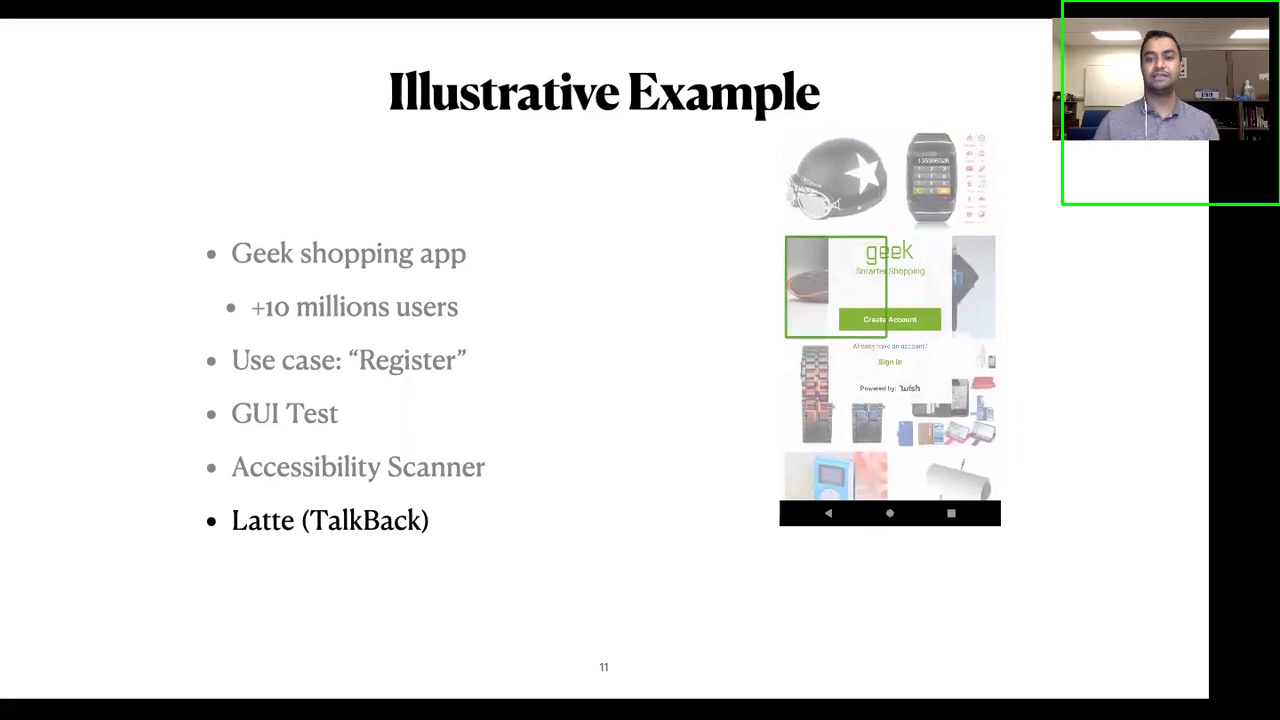 Illustrative Example
Geek shopping app
+10 millions users
Use case: “Register”
GUI Test
Accessibility Scanner
Latte (TalkBack)
135966326
geek
Smarter Shopping
Create Account
Already have an account?
Sign In
Powered by: wish
11